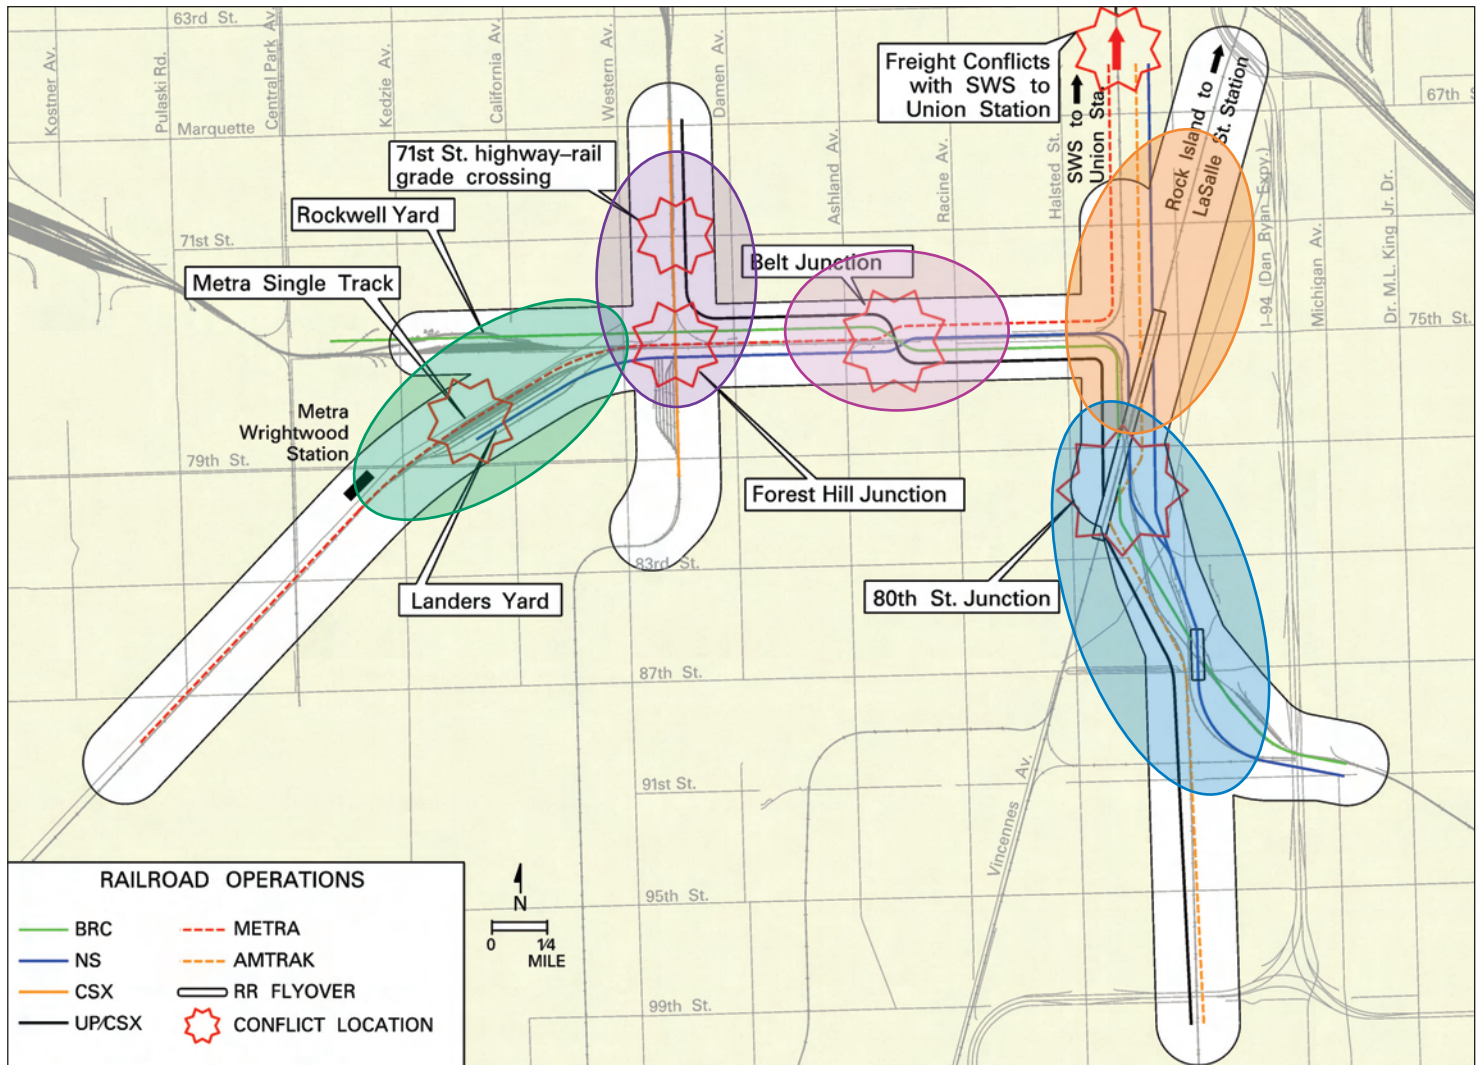 63rd St.
Kostner Av.
Pulaski Rd.
Central Park Av.
Kedzie Av.
California Av.
Western Av.
Damen Av.
Marquette
67th S
Freight Conflicts
with SWS to
Union Station
SWS to
Union Sta.
Rock Island to
LaSalle St. Station
71st St. highway-rail
grade crossing
Rockwell Yard
71st St.
Metra Single Track
Belt Junction
Ashland Av.
Racine Av.
Halsted St.
I-94 (Dan Ryan Expy.)
Michigan Av.
Dr. M.L. King Jr. Dr.
75th St.
Metra
Wrightwood
Station
79th St.
Forest Hill Junction
83rd St.
Landers Yard
80th St. Junction
87th St.
91st St.
Vincennes Av.
95th St.
99th St.
RAILROAD OPERATIONS
BRC
METRA
NS
AMTRAK
CSX
RR FLYOVER
UP/CSX
CONFLICT LOCATION
N
0 1/4
MILE